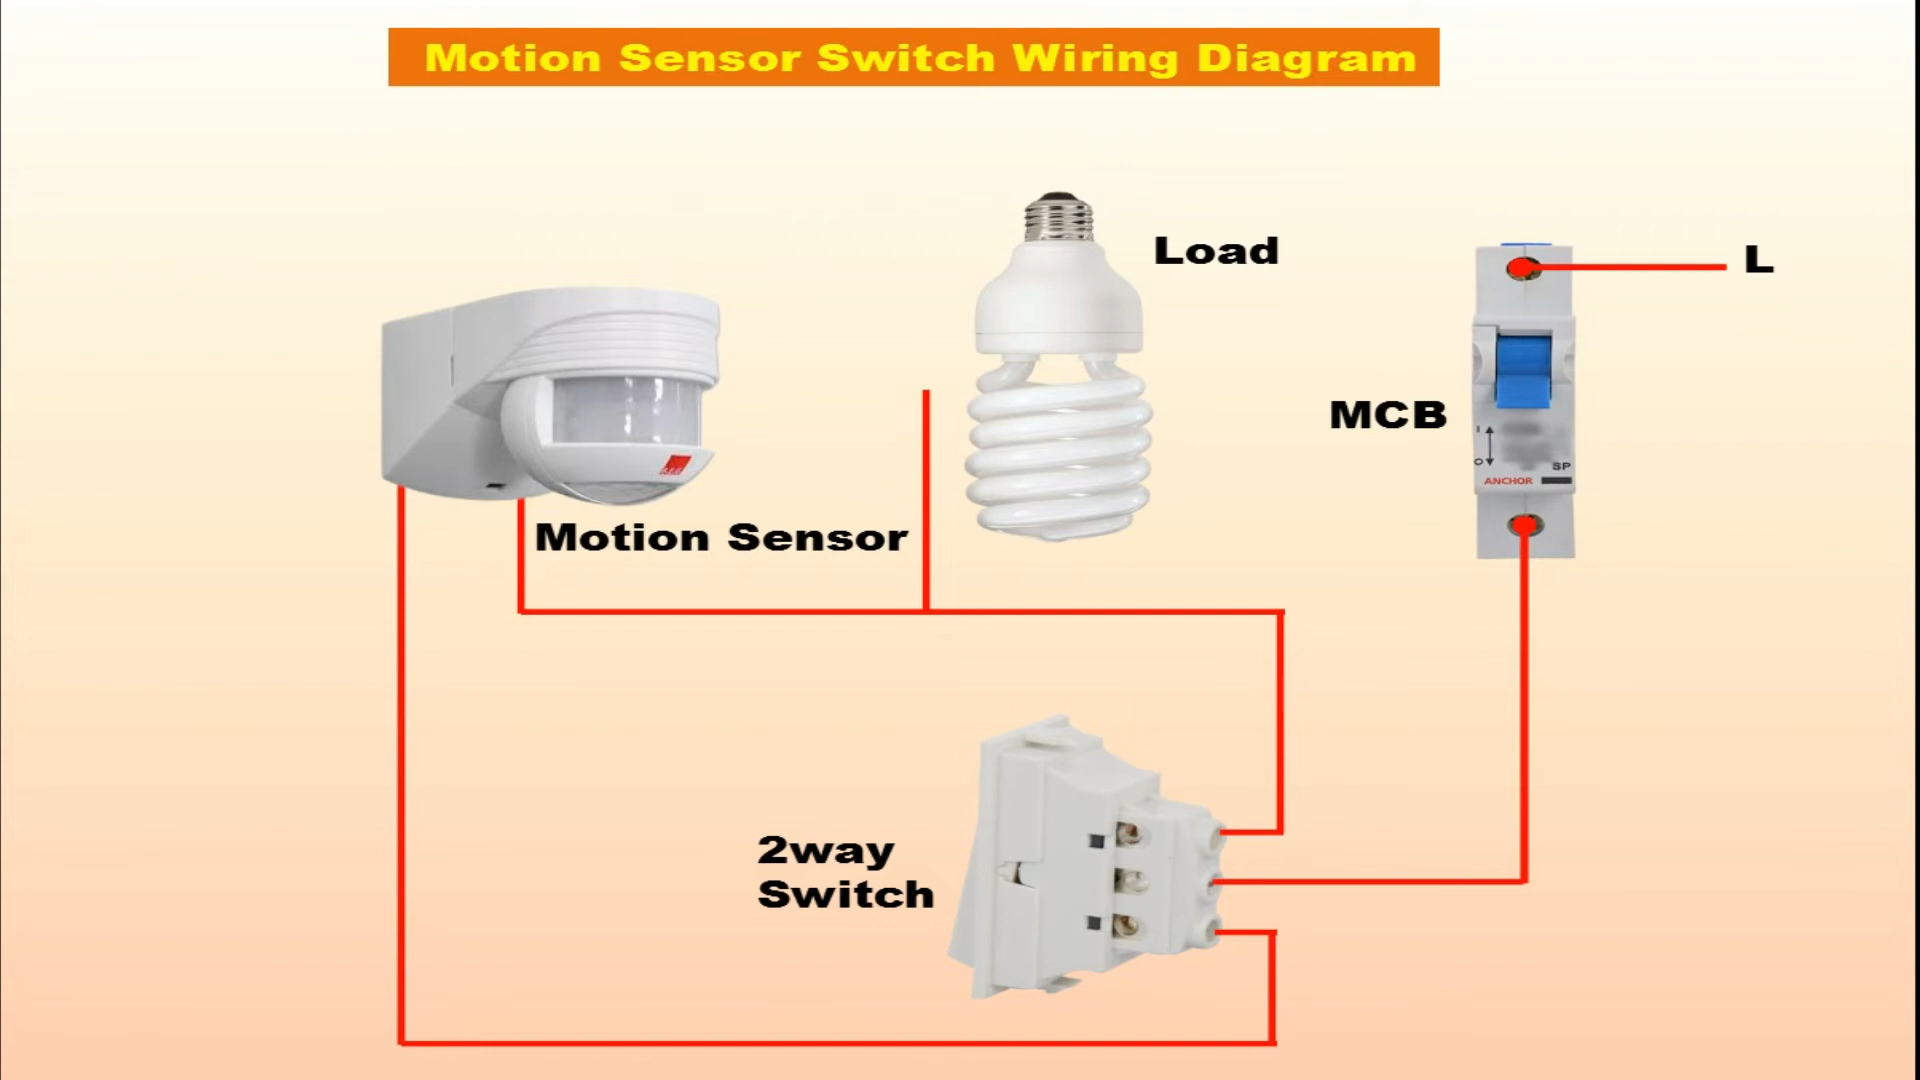 Motion Sensor Switch Wiring Diagram
Load
L
MCB
I
O
SP
ANCHOR
Motion Sensor
2way
Switch